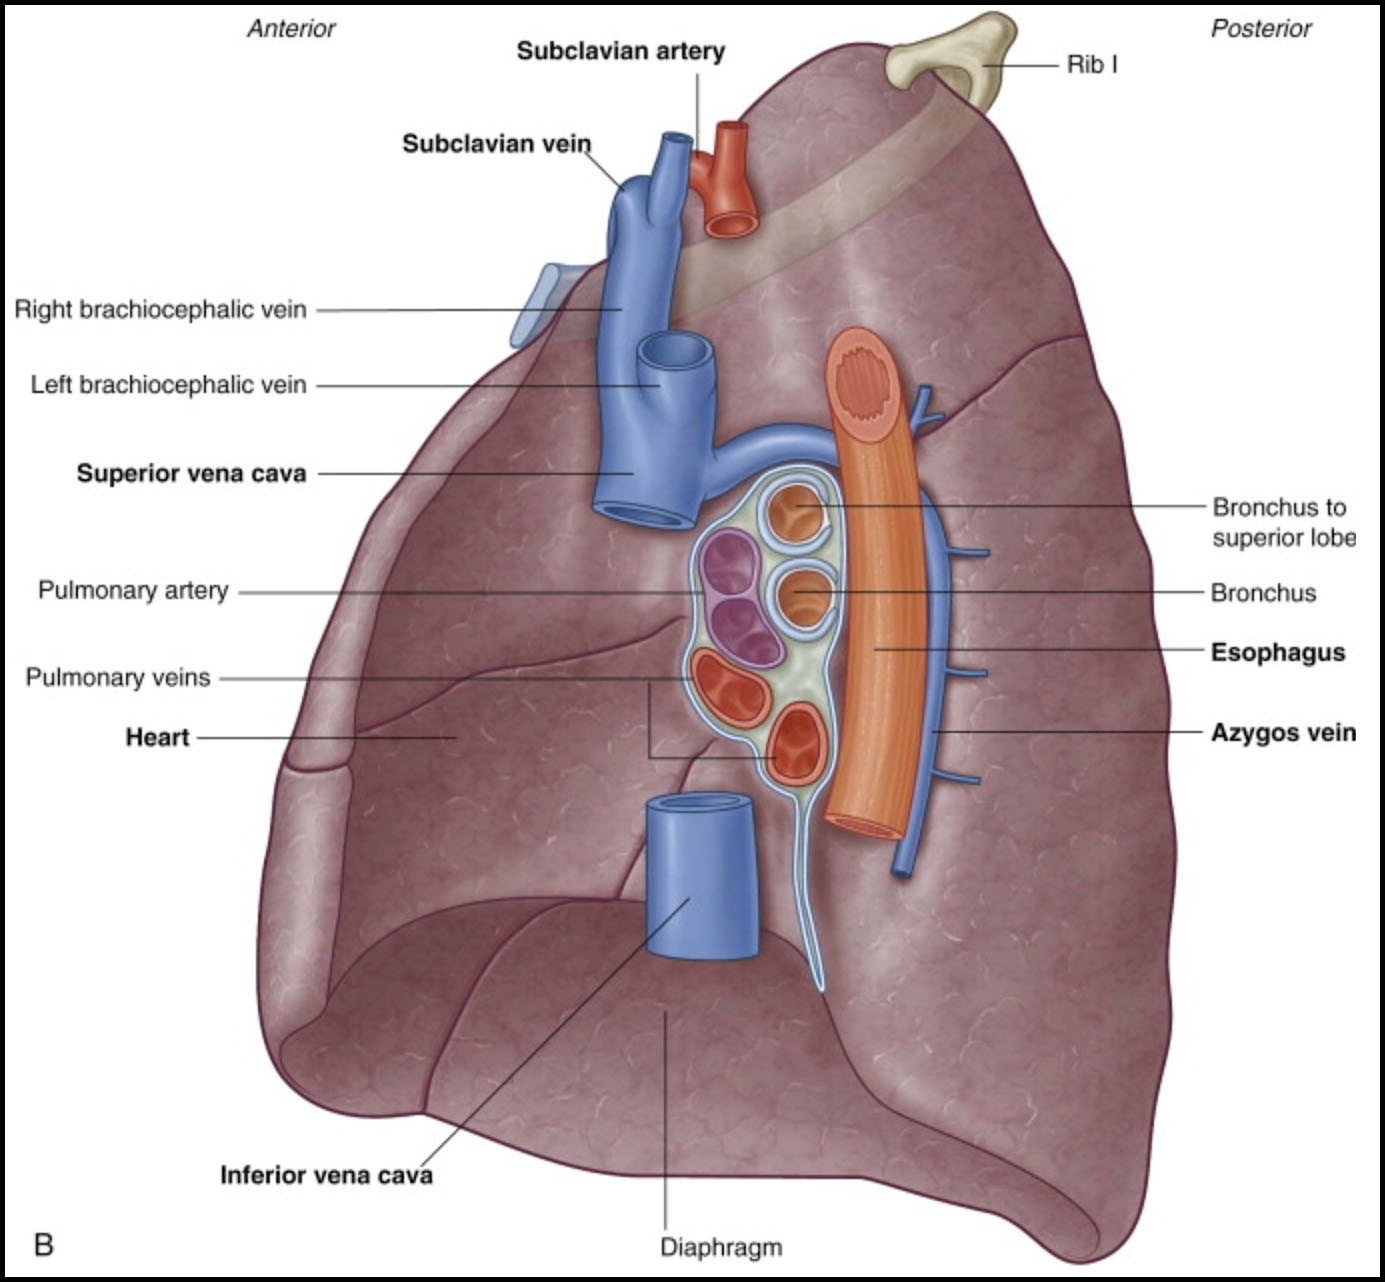 Anterior
Posterior
Subclavian artery
Rib I
Subclavian vein
Right brachiocephalic vein
Left brachiocephalic vein
Superior vena cava
Bronchus to
superior lobe
Pulmonary artery
Bronchus
Esophagus
Pulmonary veins
Heart
Azygos vein
Inferior vena cava
B
Diaphragm